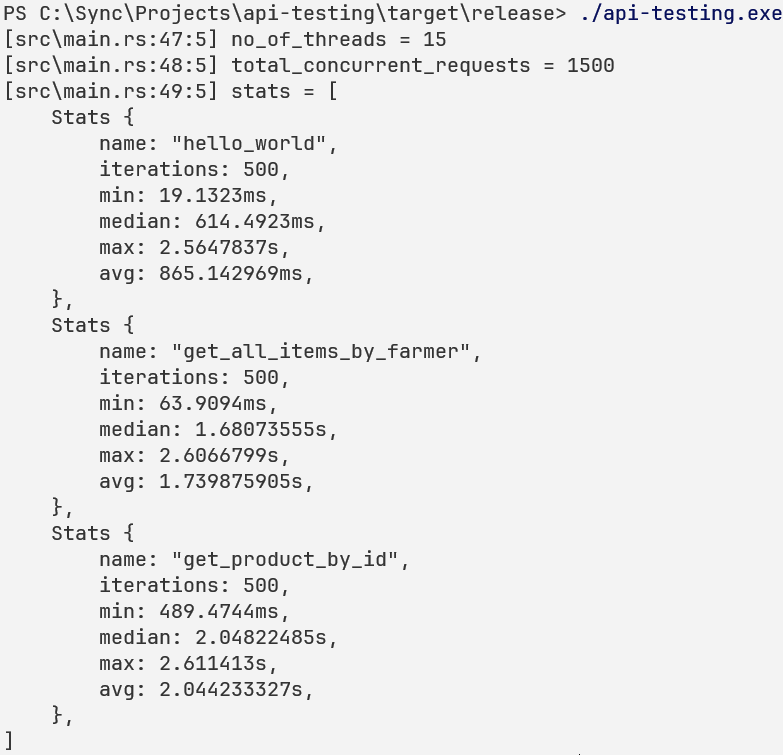 PS C:\Sync\Projects\api-testing\target\release> ./api-testing.exe
[src\main.rs:47:5] no_of_threads = 15
[src\main.rs:48:5] total_concurrent_requests = 1500
[src\main.rs:49:5] stats = [
    Stats {
        name: "hello_world",
        iterations: 500,
        min: 19.1323ms,
        median: 614.4923ms,
        max: 2.5647837s,
        avg: 865.142969ms,
    },
    Stats {
        name: "get_all_items_by_farmer",
        iterations: 500,
        min: 63.9094ms,
        median: 1.68073555s,
        max: 2.6066799s,
        avg: 1.739875905s,
    },
    Stats {
        name: "get_product_by_id",
        iterations: 500,
        min: 489.4744ms,
        median: 2.04822485s,
        max: 2.611413s,
        avg: 2.044233327s,
    },
]